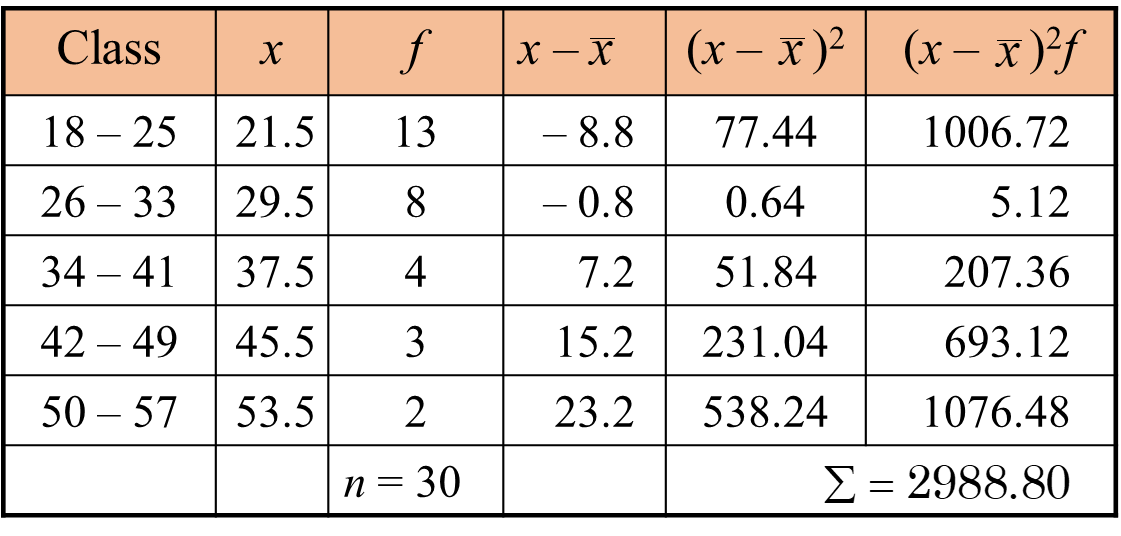 Class x f x – x̅ (x – x̅ )² (x – x̅ )²f
18 – 25 21.5 13 – 8.8 77.44 1006.72
26 – 33 29.5 8 – 0.8 0.64 5.12
34 – 41 37.5 4 7.2 51.84 207.36
42 – 49 45.5 3 15.2 231.04 693.12
50 – 57 53.5 2 23.2 538.24 1076.48
n = 30 Σ = 2988.80